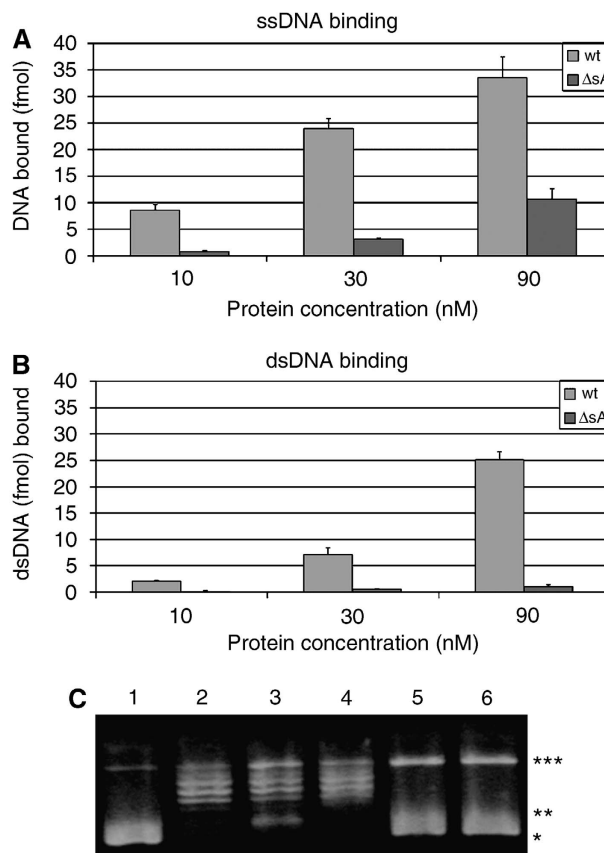 A
ssDNA binding
DNA bound (fmol)
40
35
30
25
20
15
10
5
0
wt
ΔsA
10 30 90
Protein concentration (nM)
B
dsDNA binding
dsDNA (fmol) bound
40
35
30
25
20
15
10
5
0
wt
ΔsA
10 30 90
Protein concentration (nM)
C
1 2 3 4 5 6
***
**
*